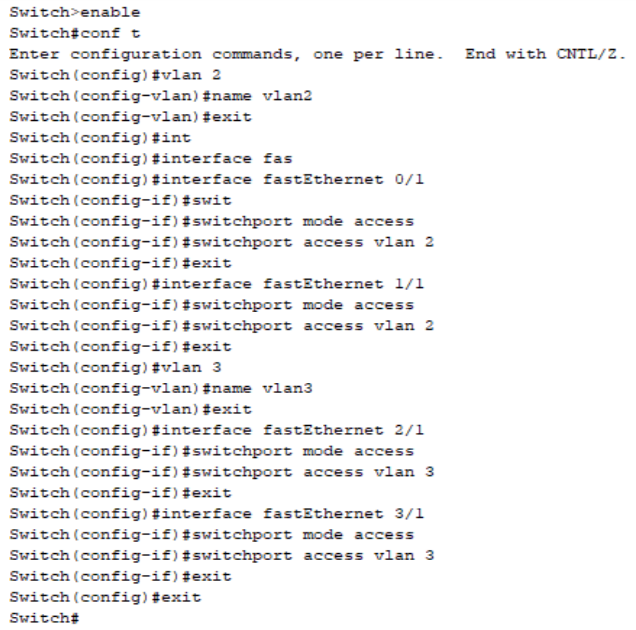 Switch>enable
Switch#conf t
Enter configuration commands, one per line.  End with CNTL/Z.
Switch(config)#vlan 2
Switch(config-vlan)#name vlan2
Switch(config-vlan)#exit
Switch(config)#int
Switch(config)#interface fas
Switch(config)#interface fastEthernet 0/1
Switch(config-if)#swit
Switch(config-if)#switchport mode access
Switch(config-if)#switchport access vlan 2
Switch(config-if)#exit
Switch(config)#interface fastEthernet 1/1
Switch(config-if)#switchport mode access
Switch(config-if)#switchport access vlan 2
Switch(config-if)#exit
Switch(config)#vlan 3
Switch(config-vlan)#name vlan3
Switch(config-vlan)#exit
Switch(config)#interface fastEthernet 2/1
Switch(config-if)#switchport mode access
Switch(config-if)#switchport access vlan 3
Switch(config-if)#exit
Switch(config)#interface fastEthernet 3/1
Switch(config-if)#switchport mode access
Switch(config-if)#switchport access vlan 3
Switch(config-if)#exit
Switch(config)#exit
Switch#